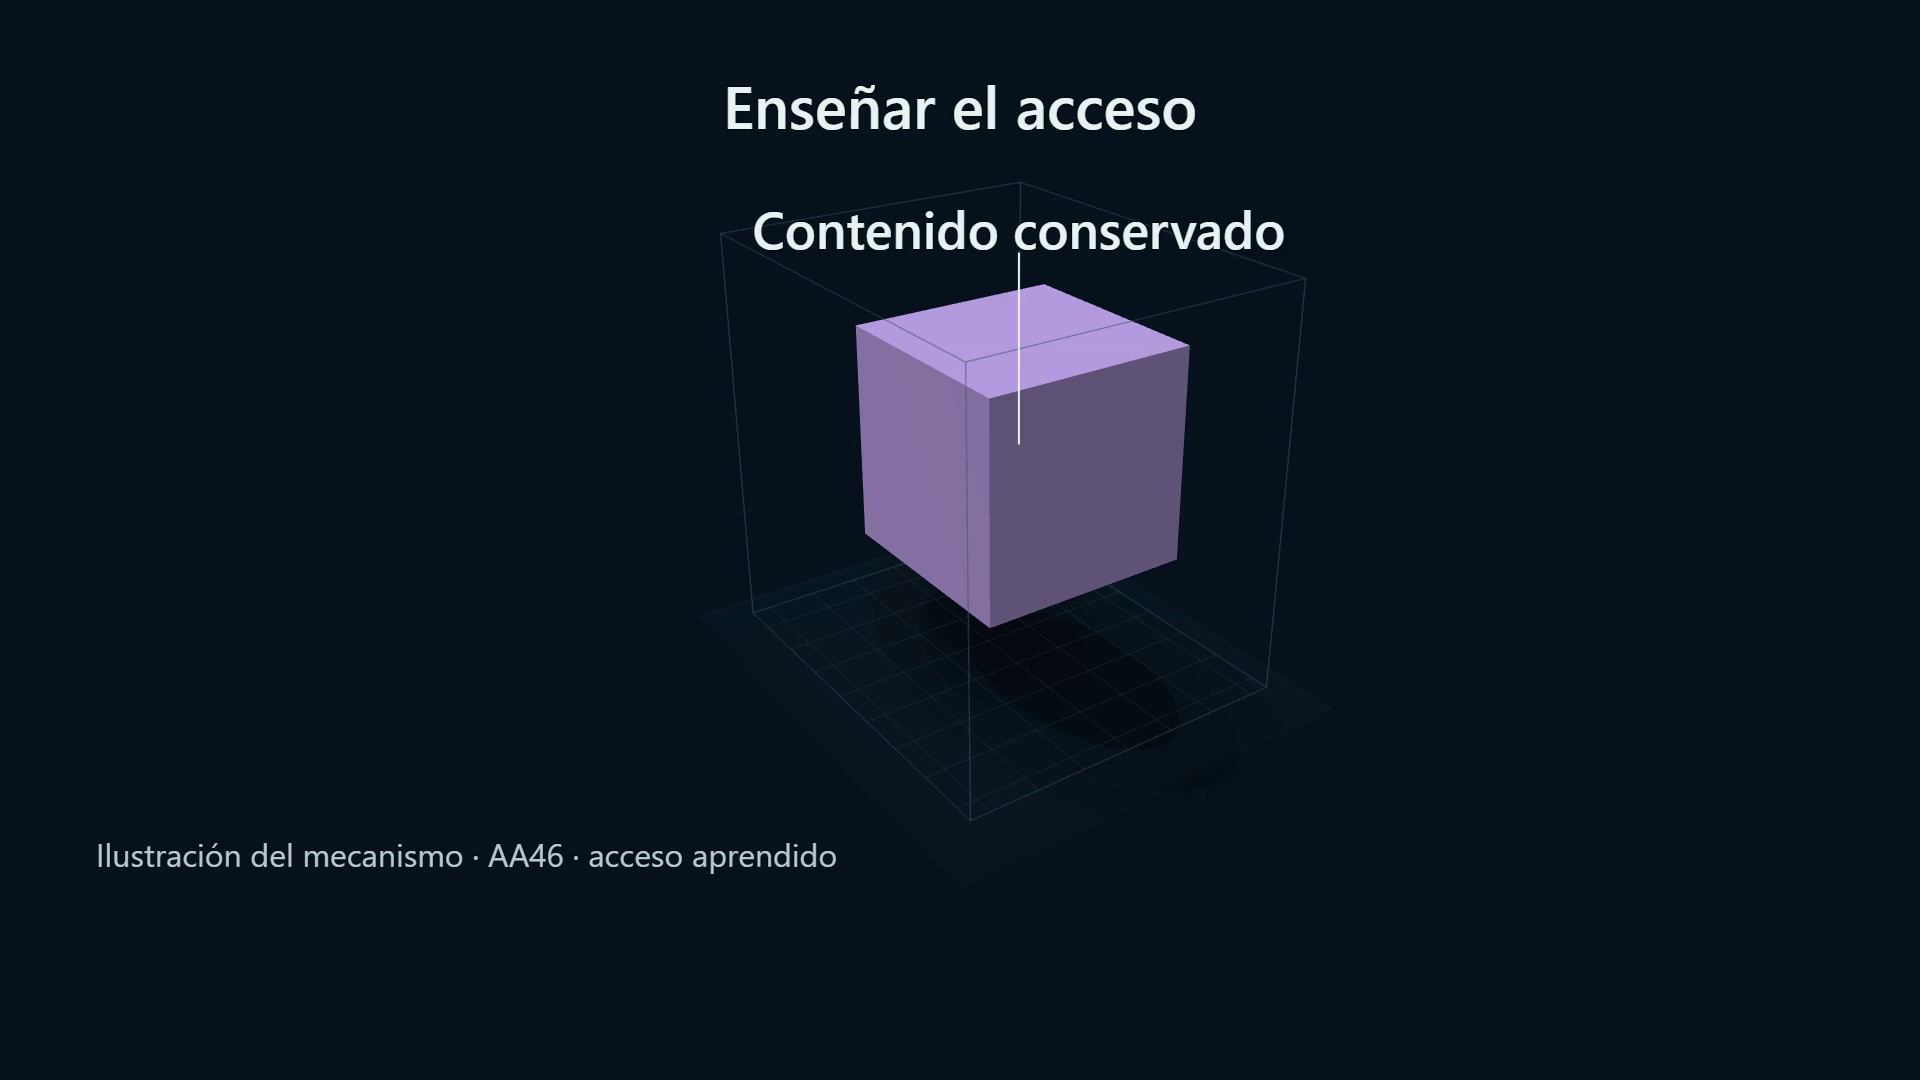 Enseñar el acceso
Contenido conservado
Ilustración del mecanismo · AA46 · acceso aprendido